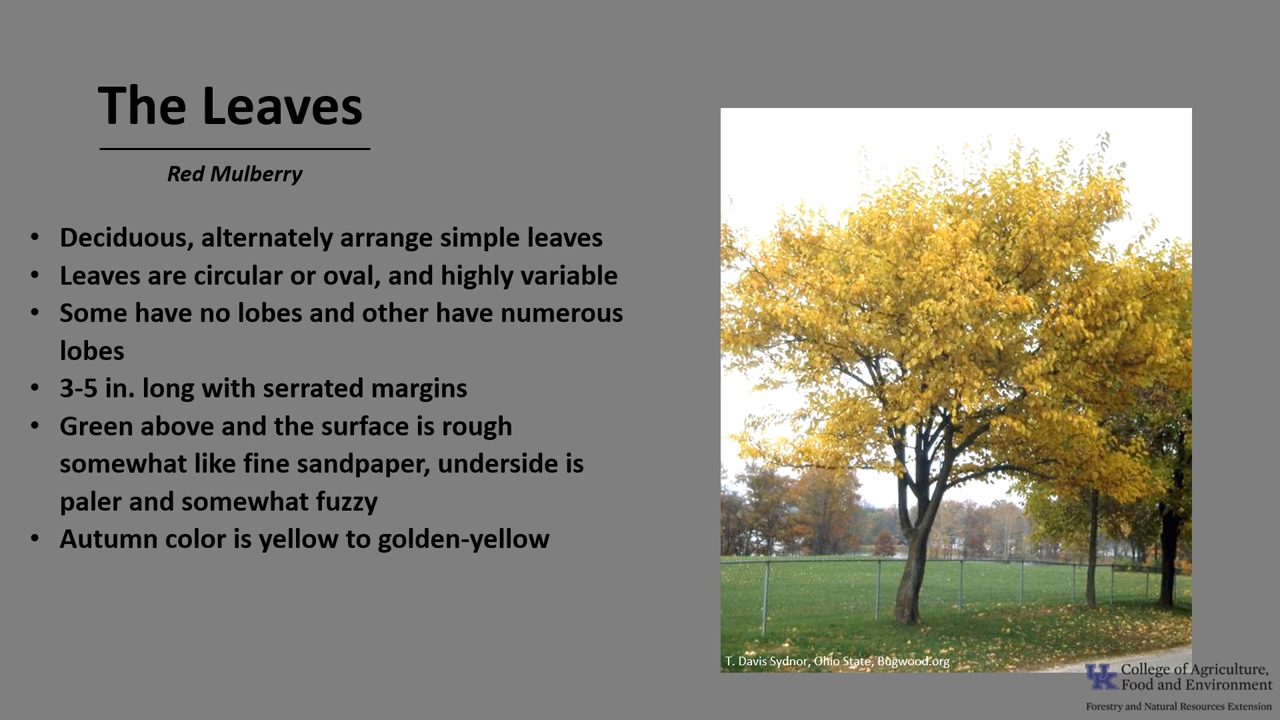 The Leaves
Red Mulberry
• Deciduous, alternately arrange simple leaves
• Leaves are circular or oval, and highly variable
• Some have no lobes and other have numerous
lobes
• 3-5 in. long with serrated margins
• Green above and the surface is rough
somewhat like fine sandpaper, underside is
paler and somewhat fuzzy
• Autumn color is yellow to golden-yellow
T. Davis Sydnor, Ohio State, Bugwood.org
UK College of Agriculture,
Food and Environment
Forestry and Natural Resources Extension